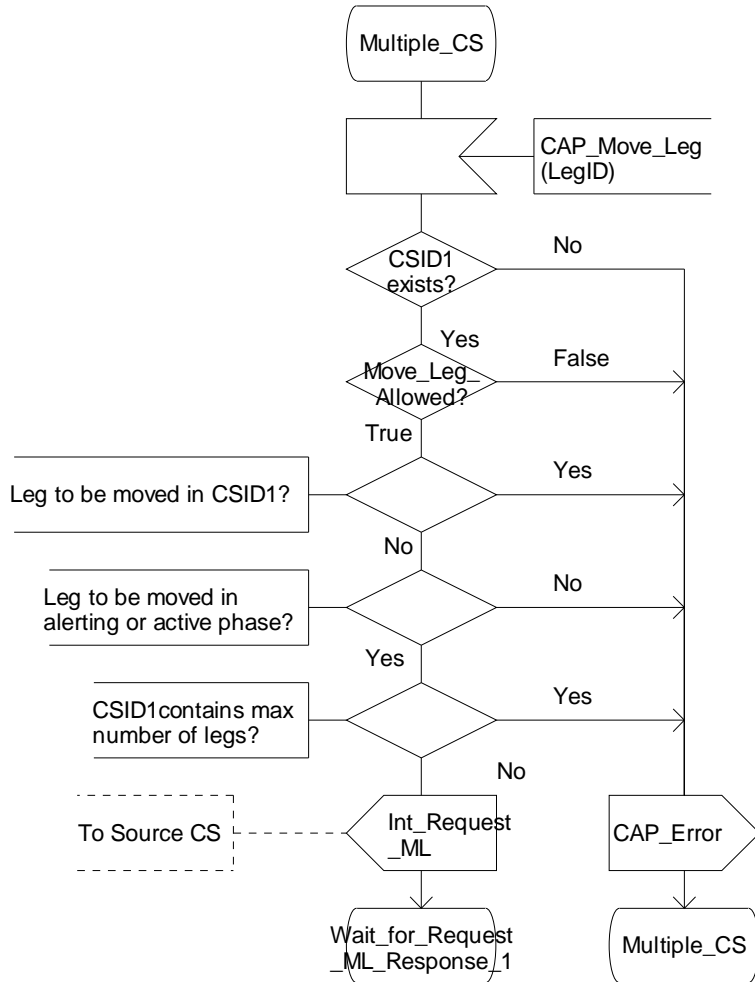 Multiple_CS
CAP_Move_Leg
(LegID)
CSID1
exists?
No
Yes
Move_Leg_
Allowed?
False
True
Leg to be moved in CSID1?
Yes
No
Leg to be moved in
alerting or active phase?
No
Yes
CSID1contains max
number of legs?
Yes
No
To Source CS
Int_Request
_ML
CAP_Error
Wait_for_Request
_ML_Response_1
Multiple_CS